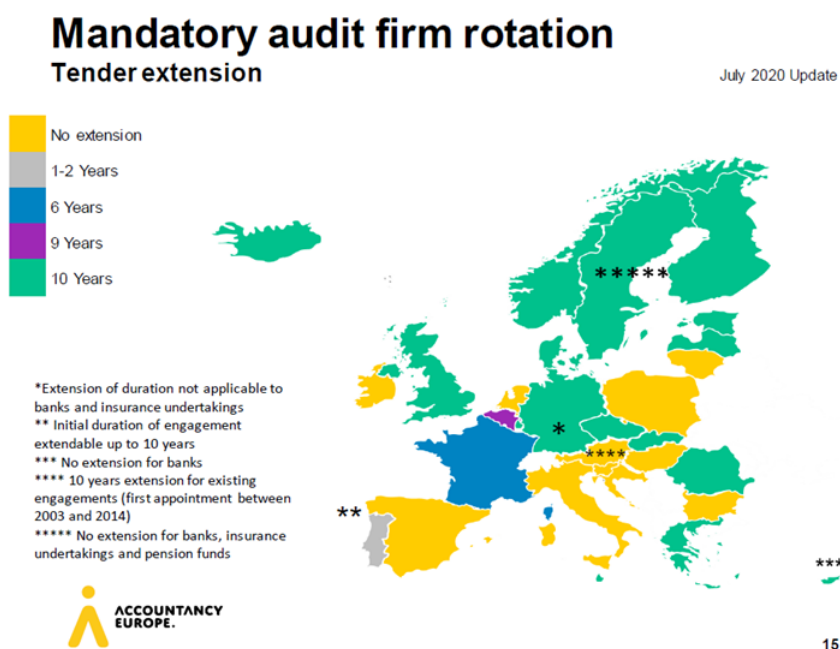 Mandatory audit firm rotation
Tender extension
July 2020 Update
No extension
1-2 Years
6 Years
9 Years
10 Years
*****
*Extension of duration not applicable to
banks and insurance undertakings
** Initial duration of engagement
extendable up to 10 years
*** No extension for banks
**** 10 years extension for existing
engagements (first appointment between
2003 and 2014)
***** No extension for banks, insurance
undertakings and pension funds
*
****
**
***
ACCOUNTANCY
EUROPE.
15